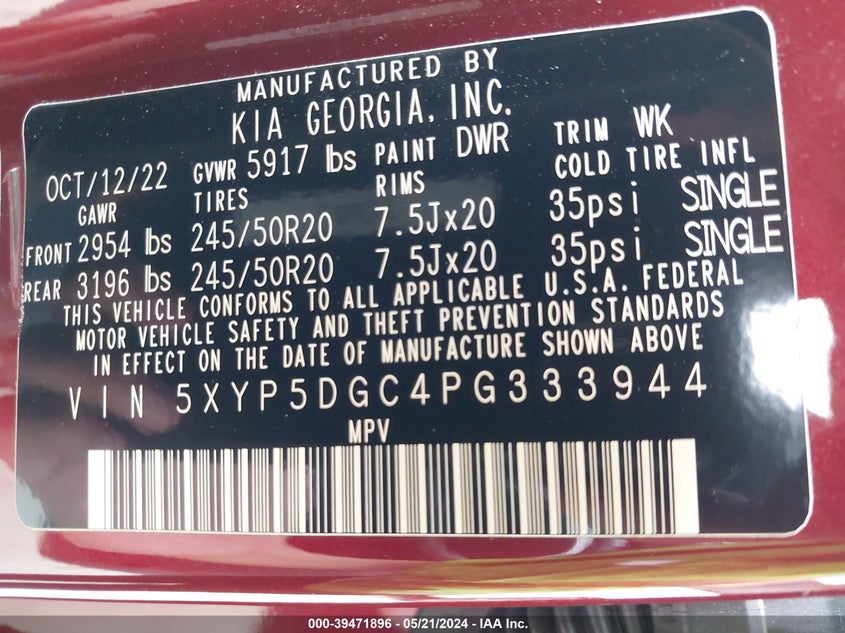 MANUFACTURED BY
KIA GEORGIA, INC.
OCT/12/22 GVWR 5917 lbs PAINT DWR TRIM WK
GAWR TIRES RIMS COLD TIRE INFL
FRONT 2954 lbs 245/50R20 7.5Jx20 35psi SINGLE
REAR 3196 lbs 245/50R20 7.5Jx20 35psi SINGLE
THIS VEHICLE CONFORMS TO ALL APPLICABLE U.S.A. FEDERAL
MOTOR VEHICLE SAFETY AND THEFT PREVENTION STANDARDS
IN EFFECT ON THE DATE OF MANUFACTURE SHOWN ABOVE
VIN 5XYP5DGC4PG333944
MPV
000-39471896 - 05/21/2024 - IAA Inc.